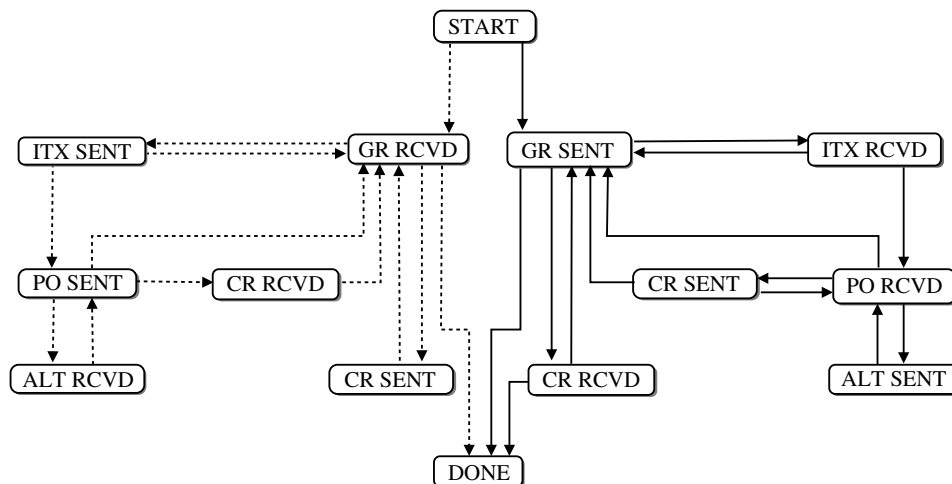 START
ITX SENT
GR RCVD
GR SENT
ITX RCVD
PO SENT
CR RCVD
CR SENT
PO RCVD
ALT RCVD
CR SENT
CR RCVD
ALT SENT
DONE